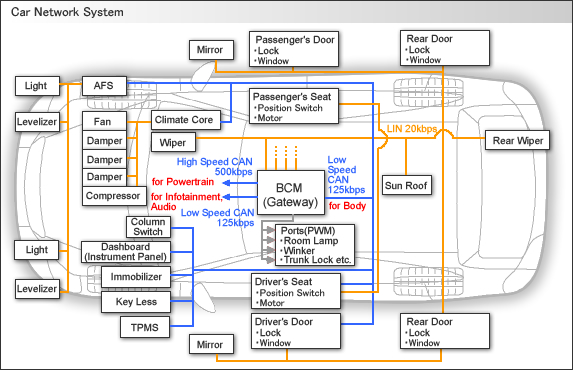 Car Network System
Passenger's Door
・Lock
・Window
Rear Door
・Lock
・Window
Mirror
Light
AFS
Passenger's Seat
・Position Switch
・Motor
Levelizer
Fan
Climate Core
Damper
Damper
Damper
Compressor
Wiper
LIN 20kbps
Rear Wiper
High Speed CAN
500kbps
Low
Speed
CAN
125kbps
for Powertrain
BCM
(Gateway)
Sun Roof
for Infotainment,
Audio
for Body
Low Speed CAN
125kbps
Column
Switch
Ports(PWM)
・Room Lamp
・Winker
・Trunk Lock etc.
Light
Dashboard
(Instrument Panel)
Immobilizer
Driver's Seat
・Position Switch
・Motor
Levelizer
Key Less
TPMS
Driver's Door
・Lock
・Window
Rear Door
・Lock
・Window
Mirror